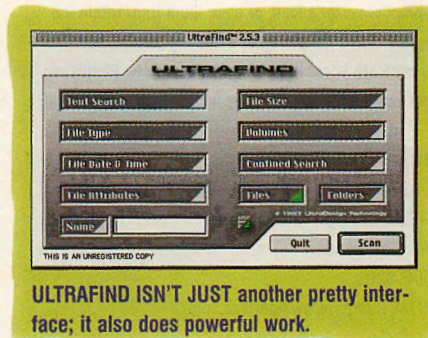 UltraFind™ 2.5.3
ULTRAFIND
Text Search
File Size
File Type
Volumes
File Date & Time
Confined Search
File Attributes
Files
Folders
Name
UltraDesign Technology
Quit
Scan
THIS IS AN UNREGISTERED COPY
ULTRAFIND ISN'T JUST another pretty inter-
face; it also does powerful work.